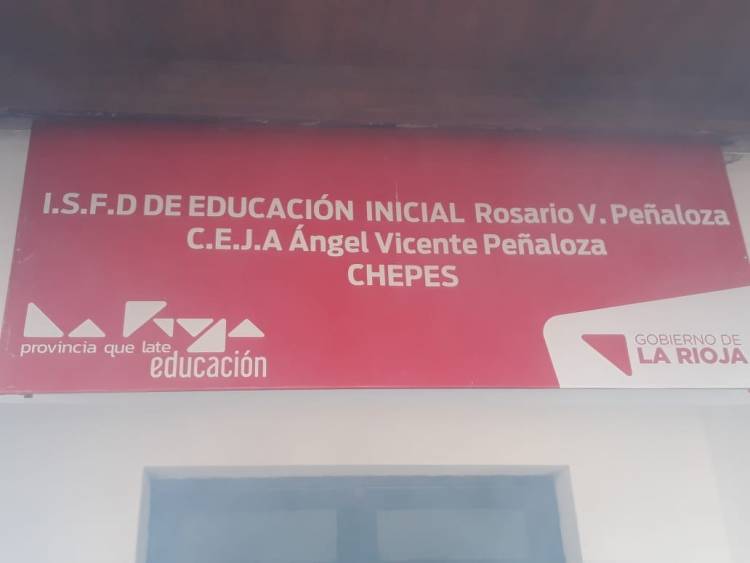 I.S.F.D DE EDUCACIÓN INICIAL Rosario V. Peñaloza
C.E.J.A Ángel Vicente Peñaloza
CHEPES
La Rioja
provincia que late
educación
GOBIERNO DE
LA RIOJA